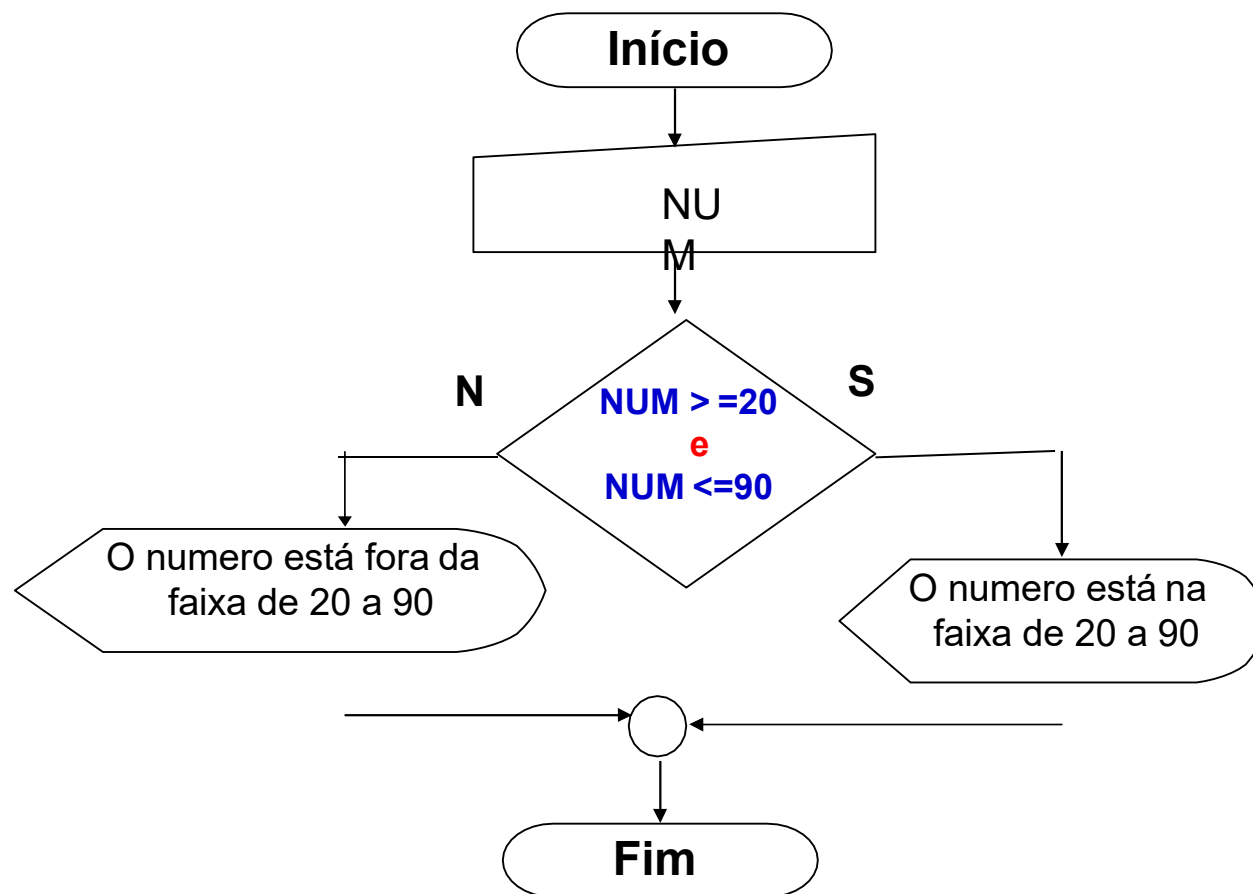 Início
NU
M
N
S
NUM > =20
e
NUM <=90
O numero está fora da
faixa de 20 a 90
O numero está na
faixa de 20 a 90
Fim